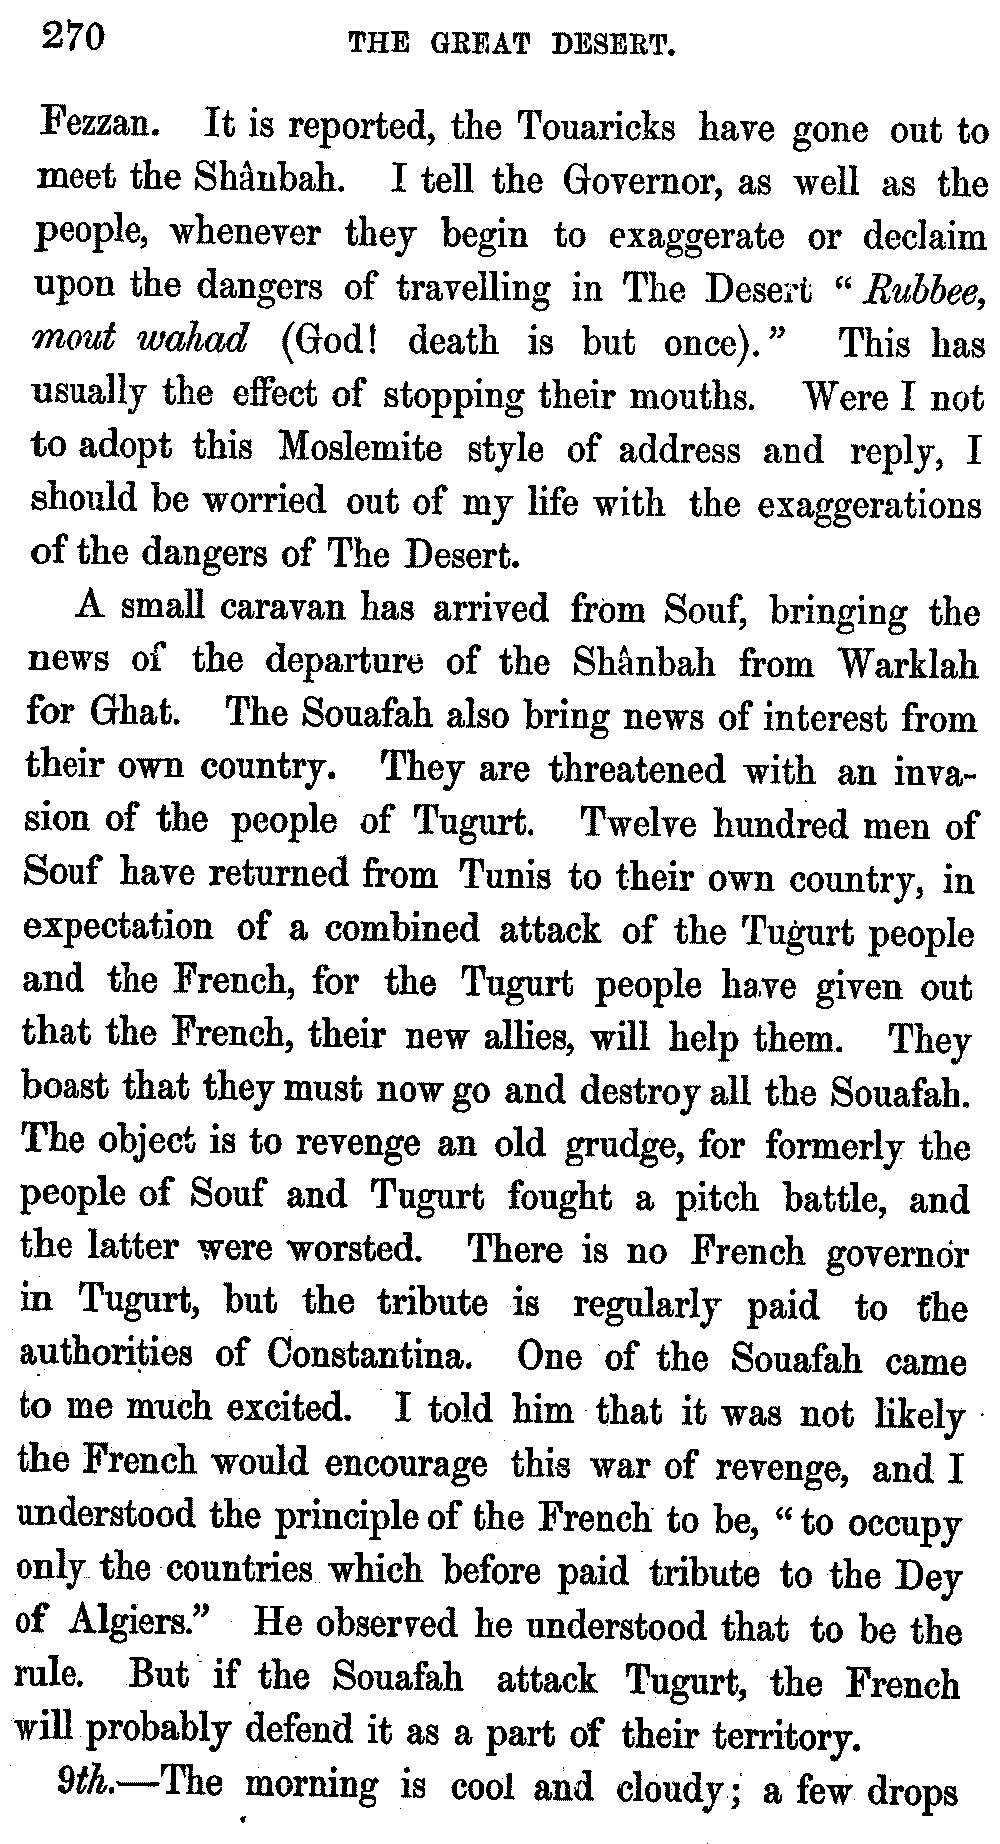 270 THE GREAT DESERT.
Fezzan. It is reported, the Touaricks have gone out to
meet the Shânbah. I tell the Governor, as well as the
people, whenever they begin to exaggerate or declaim
upon the dangers of travelling in The Desert “ Rubbee,
mout wahad (God! death is but once).” This has
usually the effect of stopping their mouths. Were I not
to adopt this Moslemite style of address and reply, I
should be worried out of my life with the exaggerations
of the dangers of The Desert.
A small caravan has arrived from Souf, bringing the
news of the departure of the Shânbah from Warklah
for Ghat. The Souafah also bring news of interest from
their own country. They are threatened with an inva-
sion of the people of Tugurt. Twelve hundred men of
Souf have returned from Tunis to their own country, in
expectation of a combined attack of the Tugurt people
and the French, for the Tugurt people have given out
that the French, their new allies, will help them. They
boast that they must now go and destroy all the Souafah.
The object is to revenge an old grudge, for formerly the
people of Souf and Tugurt fought a pitch battle, and
the latter were worsted. There is no French governor
in Tugurt, but the tribute is regularly paid to the
authorities of Constantina. One of the Souafah came
to me much excited. I told him that it was not likely
the French would encourage this war of revenge, and I
understood the principle of the French to be, “ to occupy
only the countries which before paid tribute to the Dey
of Algiers.” He observed he understood that to be the
rule. But if the Souafah attack Tugurt, the French
will probably defend it as a part of their territory.
9th.—The morning is cool and cloudy; a few drops